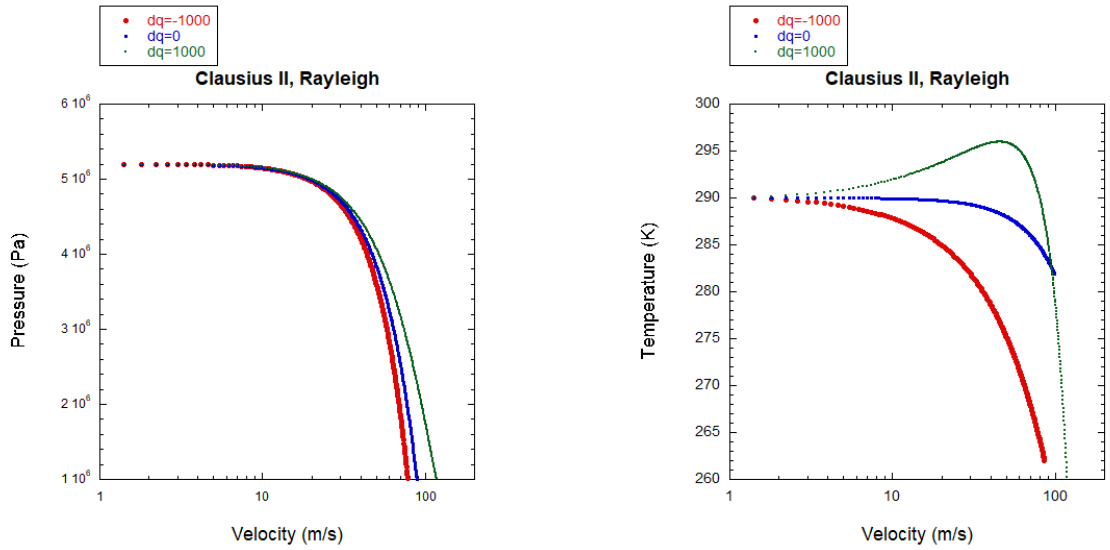 dq=-1000
dq=0
dq=1000
Clausius II, Rayleigh
6 10⁶
5 10⁶
4 10⁶
3 10⁶
2 10⁶
1 10⁶
Pressure (Pa)
1
10
100
Velocity (m/s)
dq=-1000
dq=0
dq=1000
Clausius II, Rayleigh
300
295
290
285
280
275
270
265
260
Temperature (K)
1
10
100
Velocity (m/s)